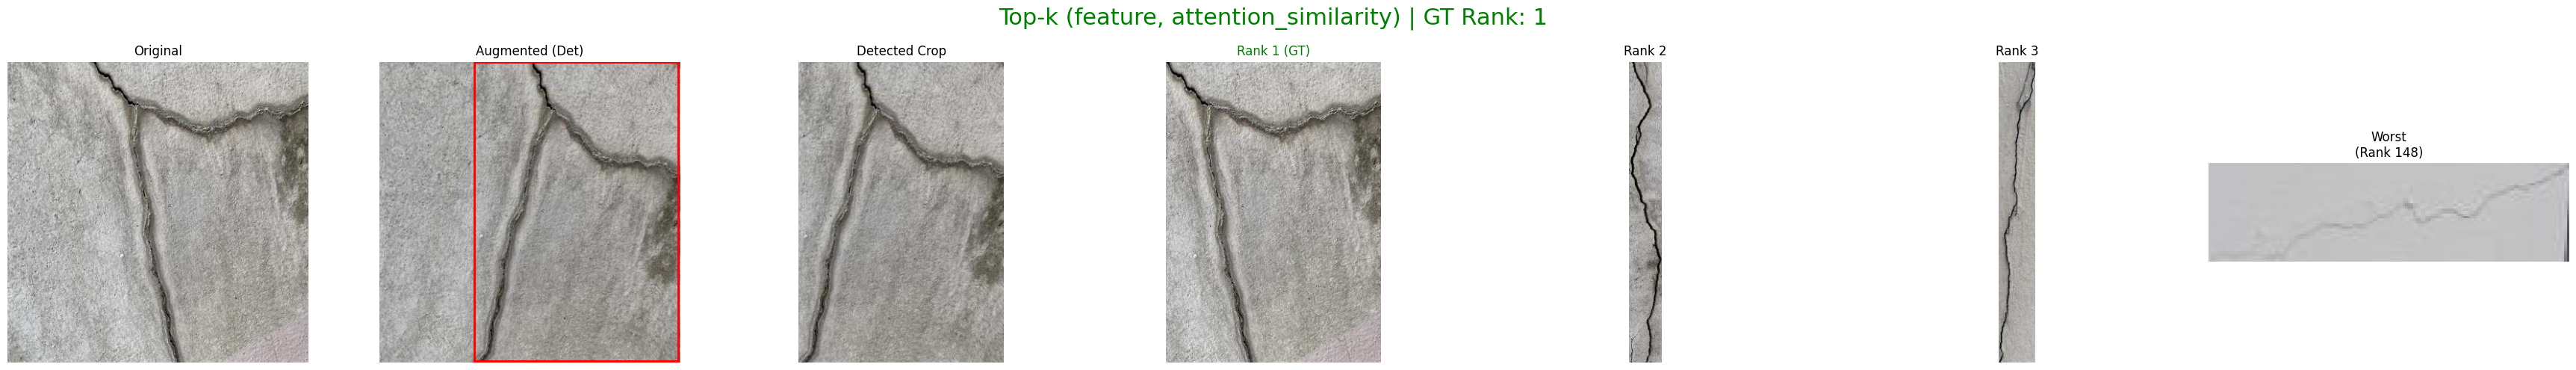 Top-k (feature, attention_similarity) | GT Rank: 1
Original
Augmented (Det)
Detected Crop
Rank 1 (GT)
Rank 2
Rank 3
Worst
(Rank 148)